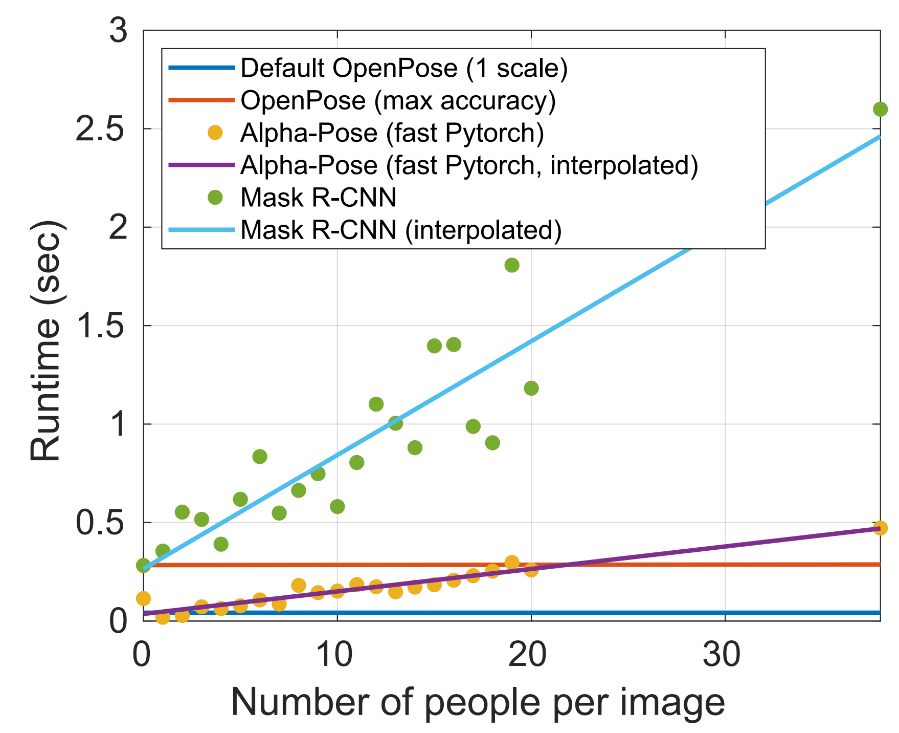 3
2.5
2
1.5
1
0.5
0
Runtime (sec)
Default OpenPose (1 scale)
OpenPose (max accuracy)
Alpha-Pose (fast Pytorch)
Alpha-Pose (fast Pytorch, interpolated)
Mask R-CNN
Mask R-CNN (interpolated)
0 10 20 30
Number of people per image